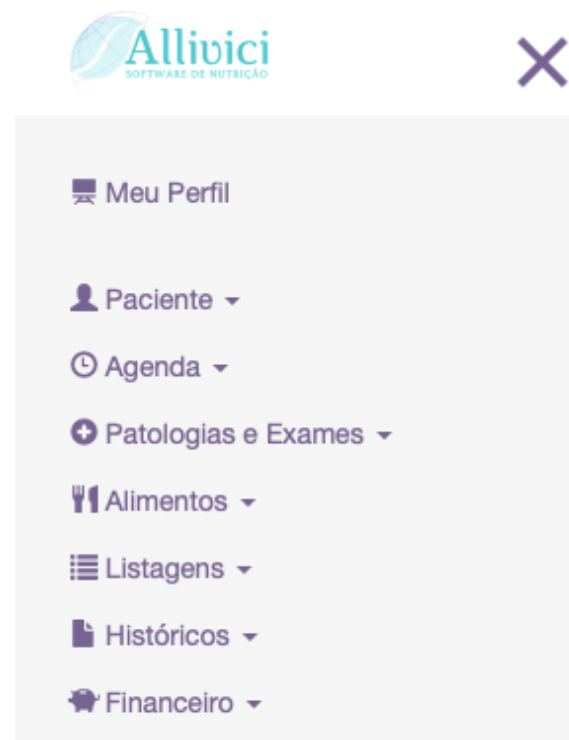 Allivici
SOFTWARE DE NUTRIÇÃO
Meu Perfil
Paciente
Agenda
Patologias e Exames
Alimentos
Listagens
Históricos
Financeiro